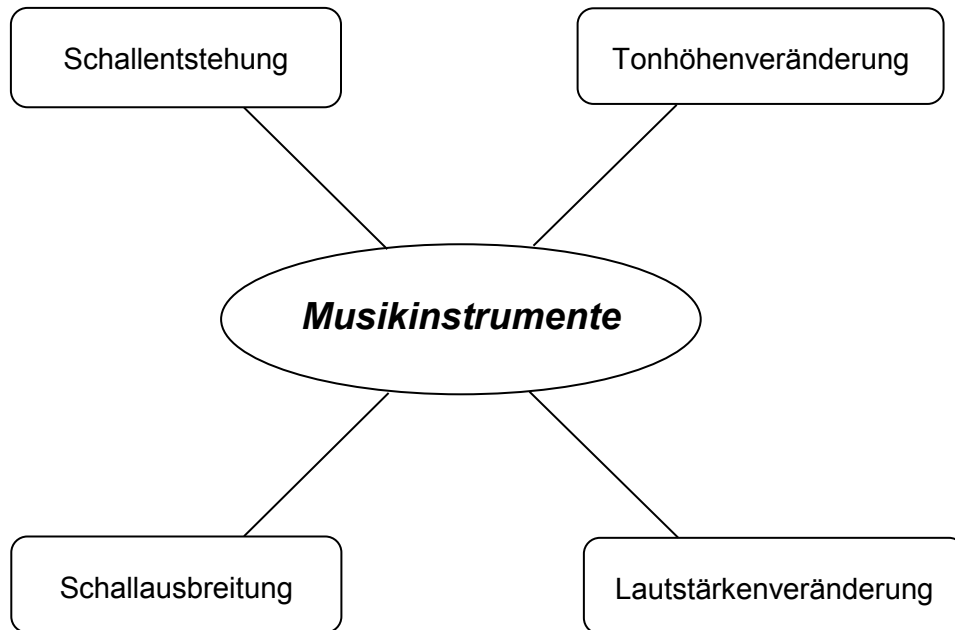 Schallentstehung
Tonhöhenveränderung
Musikinstrumente
Schallausbreitung
Lautstärkenveränderung